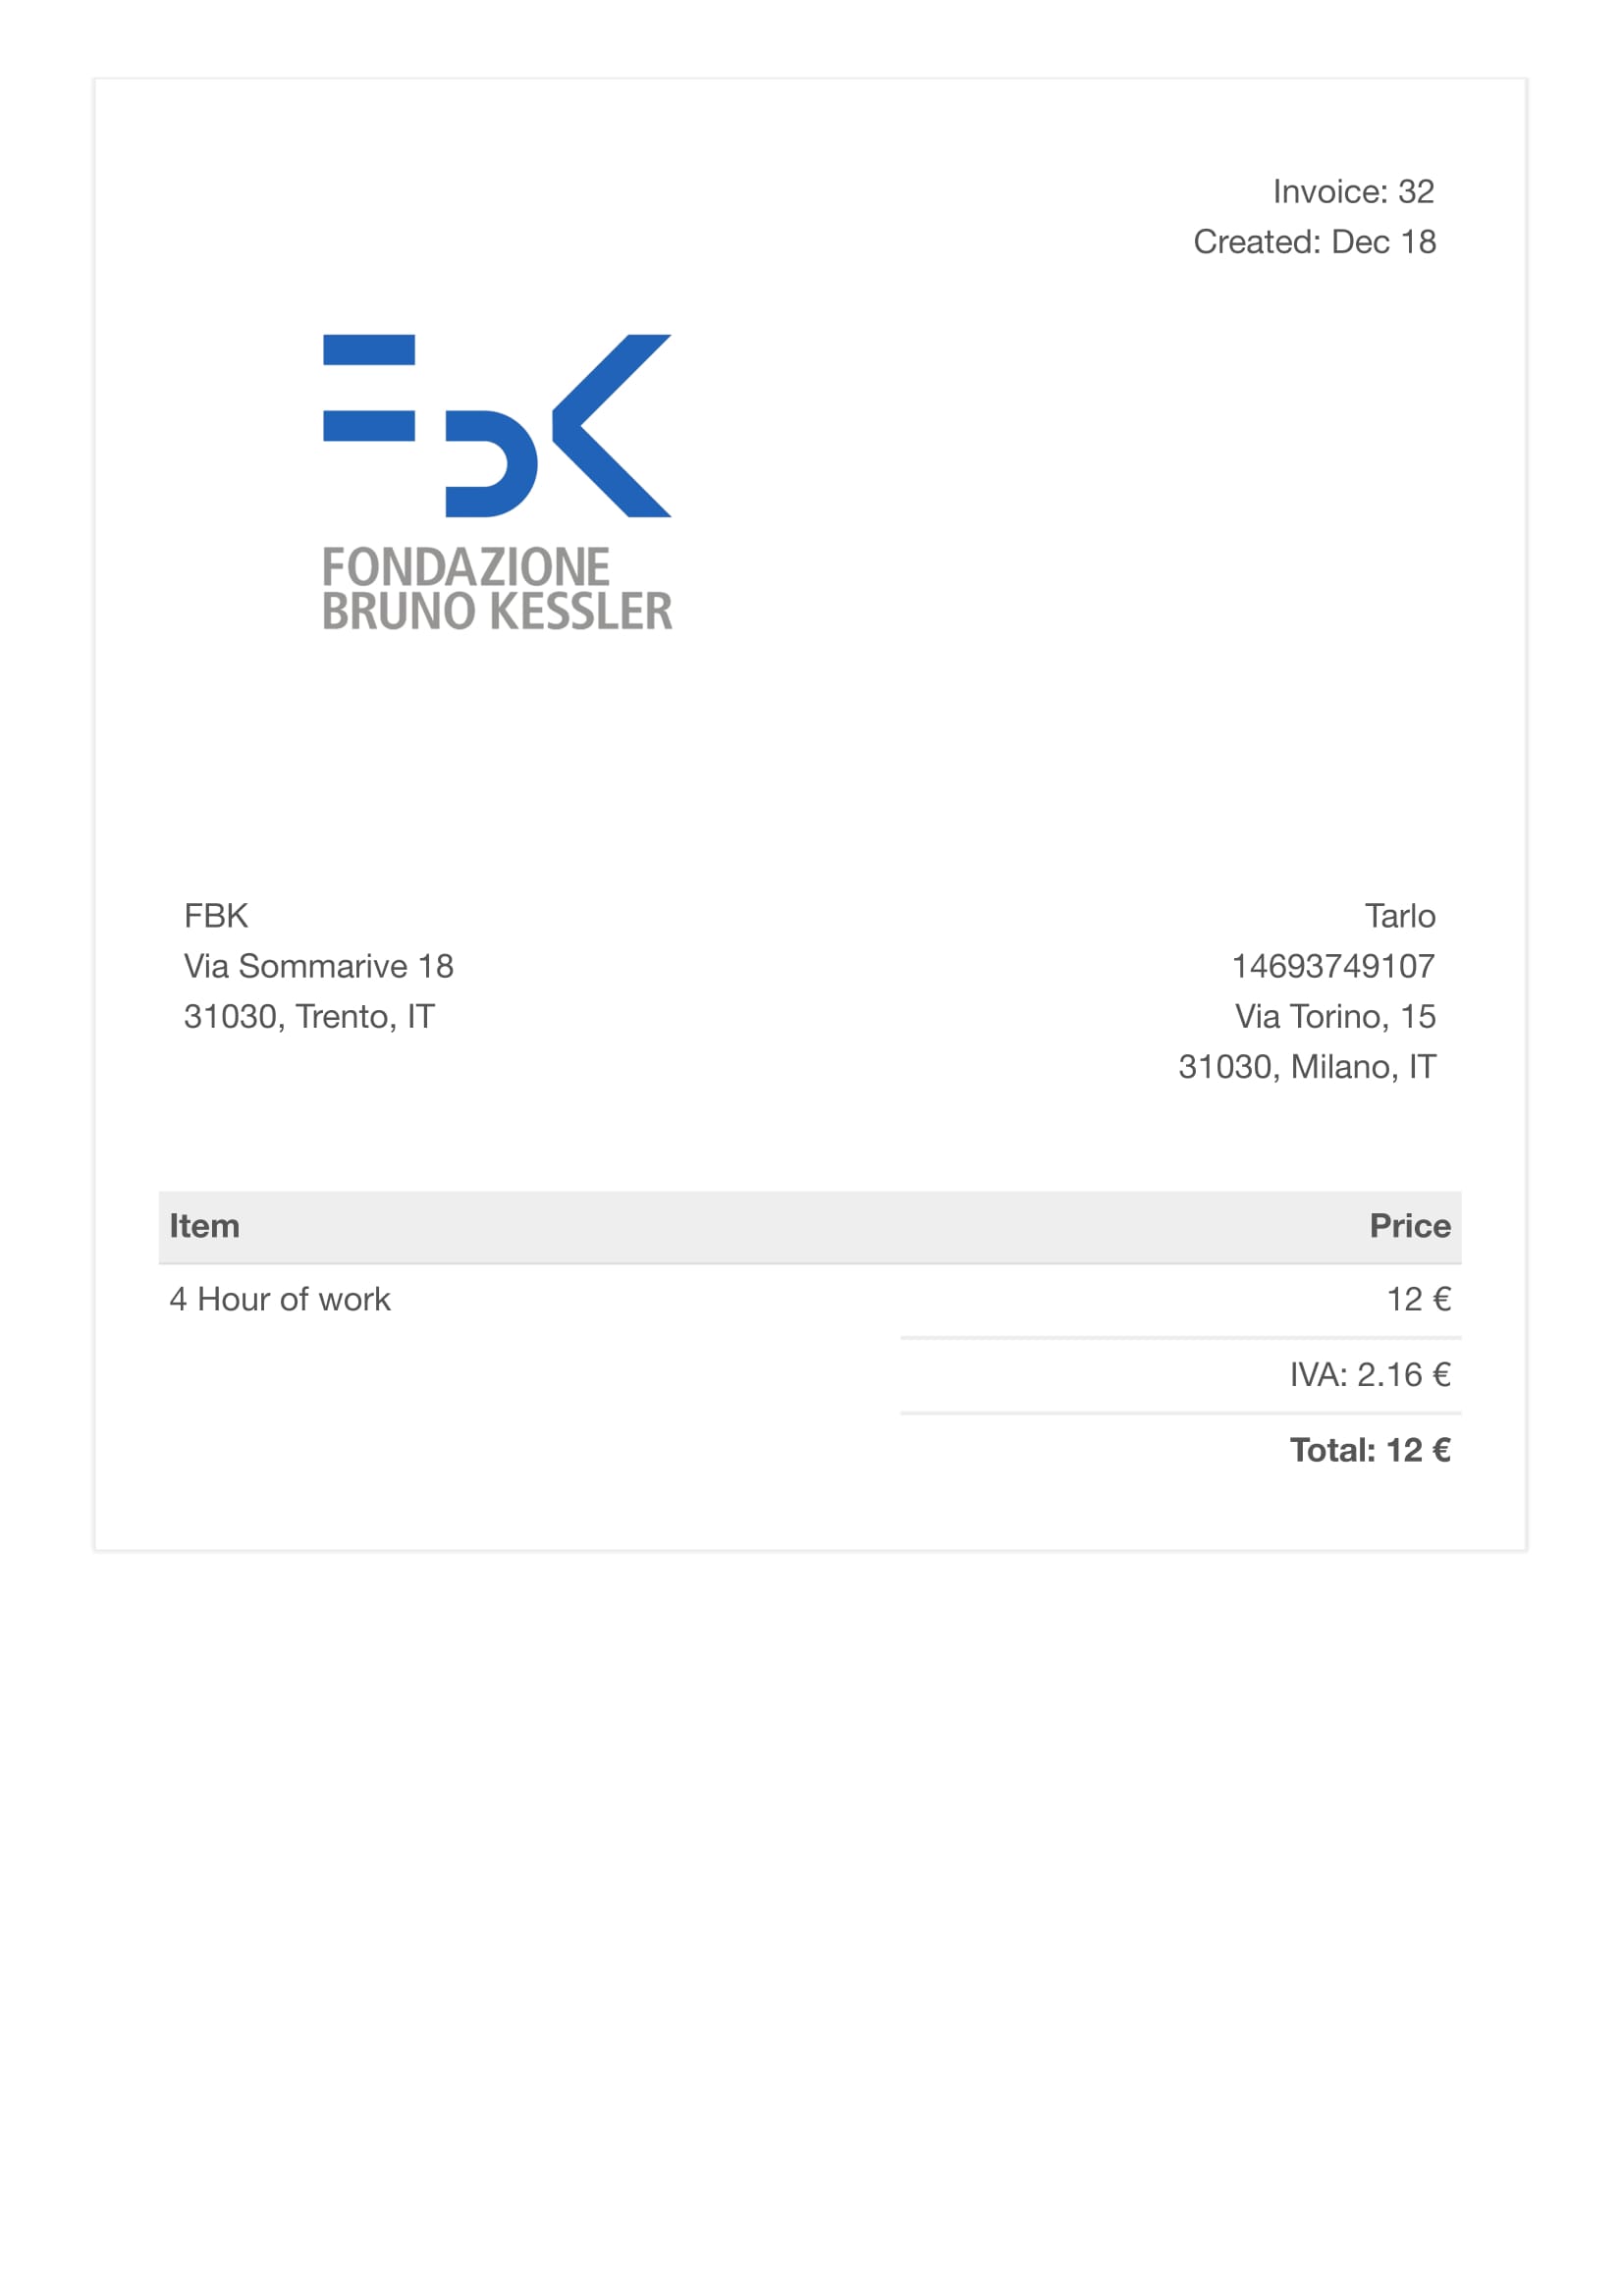 Invoice: 32
Created: Dec 18
FBK
FONDAZIONE
BRUNO KESSLER
FBK
Via Sommarive 18
31030, Trento, IT
Tarlo
14693749107
Via Torino, 15
31030, Milano, IT
Item Price
4 Hour of work 12 €
IVA: 2.16 €
Total: 12 €